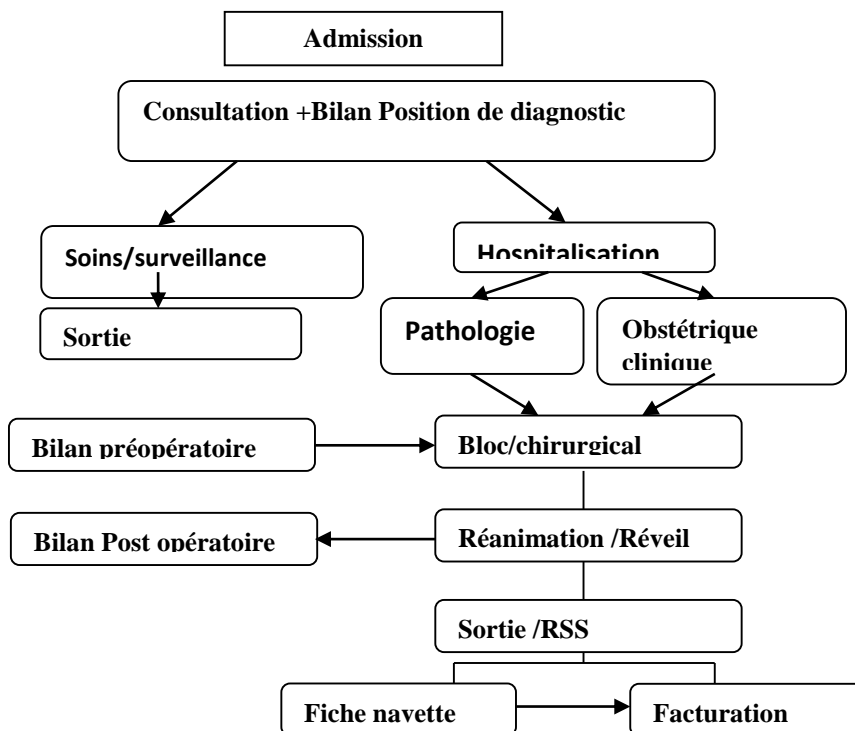 Admission
Consultation +Bilan Position de diagnostic
Soins/surveillance
Hospitalisation
Sortie
Pathologie
Obstétrique
clinique
Bilan préopératoire
Bloc/chirurgical
Bilan Post opératoire
Réanimation /Réveil
Sortie /RSS
Fiche navette
Facturation